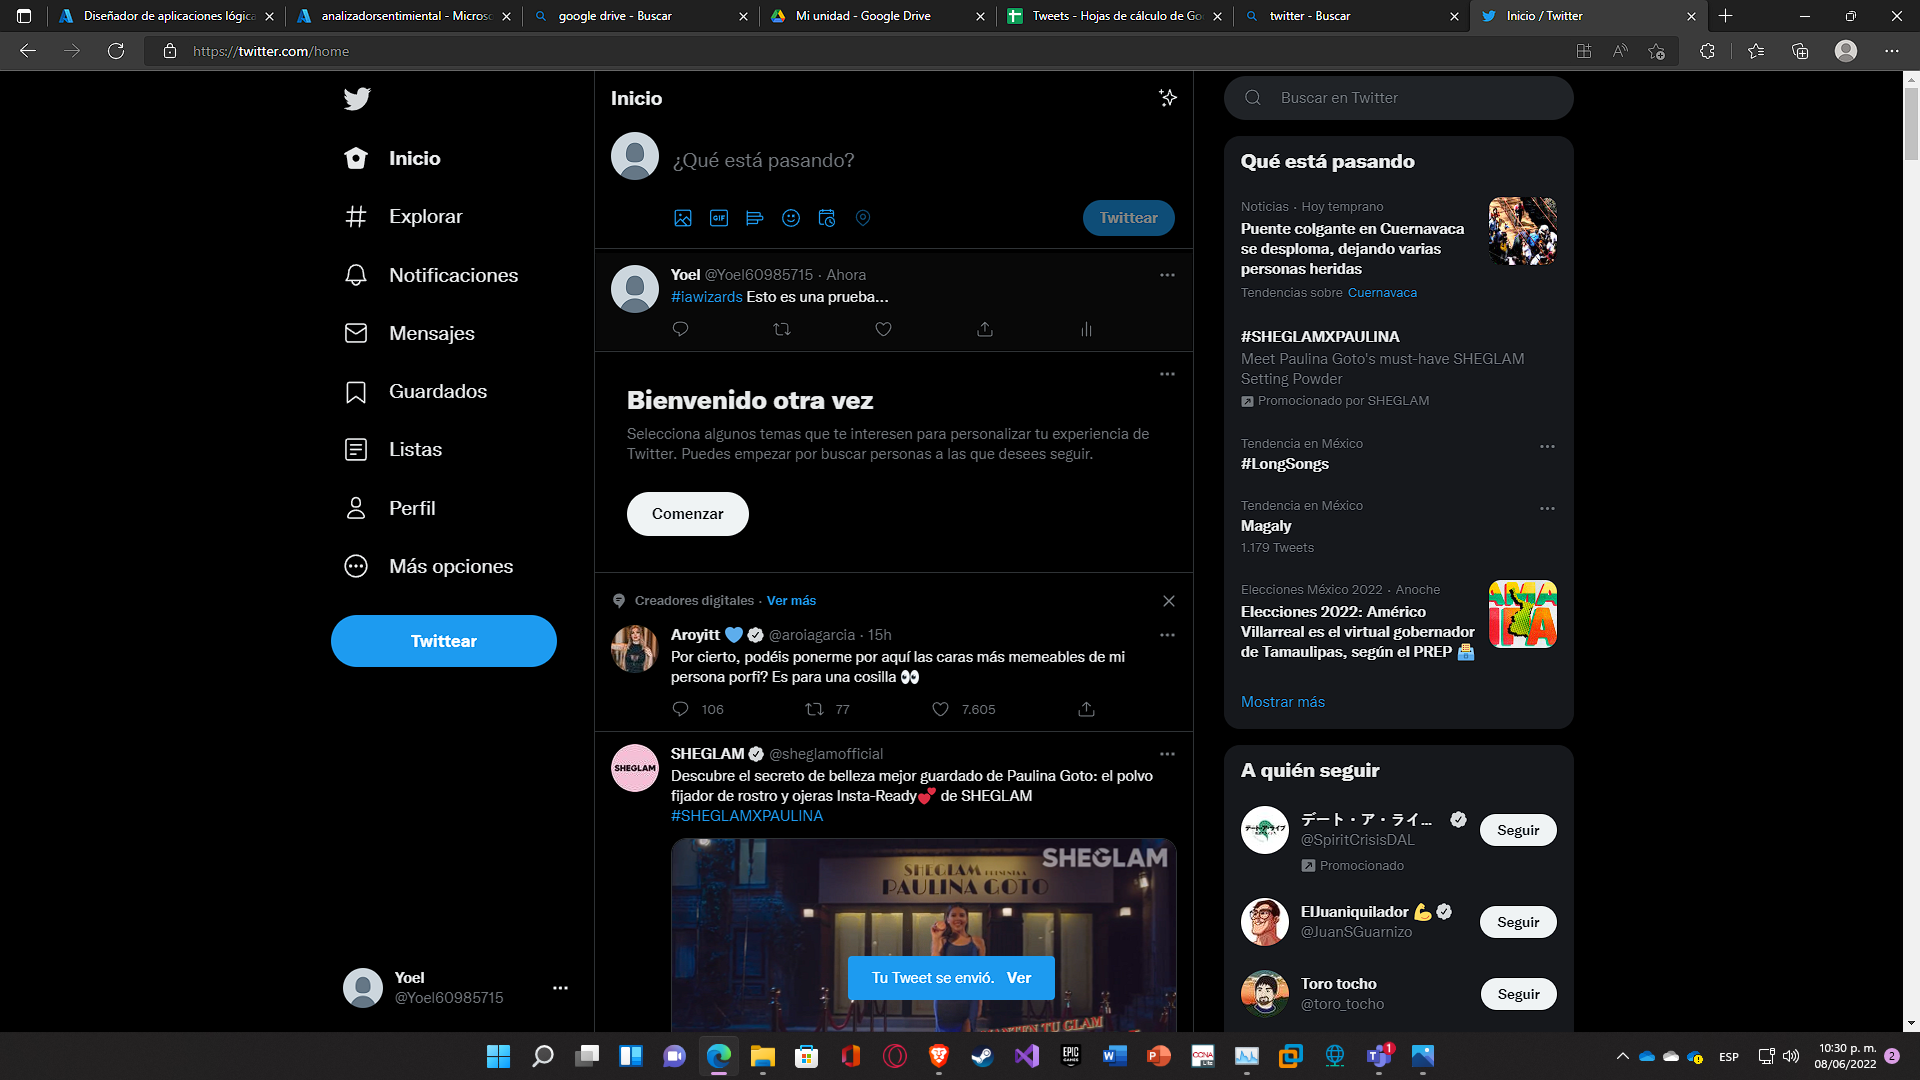 Diseñador de aplicaciones lógica
analizadorsentimiental - Microso
google drive - Buscar
Mi unidad - Google Drive
Tweets - Hojas de cálculo de Go
twitter - Buscar
Inicio / Twitter
https://twitter.com/home
Inicio
Explorar
Notificaciones
Mensajes
Guardados
Listas
Perfil
Más opciones
Twittear
Yoel
@Yoel60985715
Inicio
¿Qué está pasando?
GIF
Twittear
Yoel @Yoel60985715 · Ahora
#iawizards Esto es una prueba...
Bienvenido otra vez
Selecciona algunos temas que te interesen para personalizar tu experiencia de
Twitter. Puedes empezar por buscar personas a las que desees seguir.
Comenzar
Creadores digitales · Ver más
Aroyitt 💙 @aroiagarcia · 15h
Por cierto, podéis ponerme por aquí las caras más memeables de mi
persona porfi? Es para una cosilla 👀
106 77 7.605
SHEGLAM
SHEGLAM @sheglamofficial
Descubre el secreto de belleza mejor guardado de Paulina Goto: el polvo
fijador de rostro y ojeras Insta-Ready💕 de SHEGLAM
#SHEGLAMXPAULINA
SHEGLAM
SHEGLAM
PAULINA GOTO
TU GLAM
Tu Tweet se envió. Ver
Buscar en Twitter
Qué está pasando
Noticias · Hoy temprano
Puente colgante en Cuernavaca
se desploma, dejando varias
personas heridas
Tendencias sobre Cuernavaca
#SHEGLAMXPAULINA
Meet Paulina Goto's must-have SHEGLAM
Setting Powder
Promocionado por SHEGLAM
Tendencia en México
#LongSongs
Tendencia en México
Magaly
1.179 Tweets
Elecciones México 2022 · Anoche
Elecciones 2022: Américo
Villarreal es el virtual gobernador
de Tamaulipas, según el PREP 🗳️
Mostrar más
A quién seguir
デート・ア・ライ...
@SpiritCrisisDAL
Promocionado
Seguir
ElJuaniquilador 💪
@JuanSGuarnizo
Seguir
Toro tocho
@toro_tocho
Seguir
EPIC
GAMES
CCNA
1
ESP
10:30 p. m.
08/06/2022
2